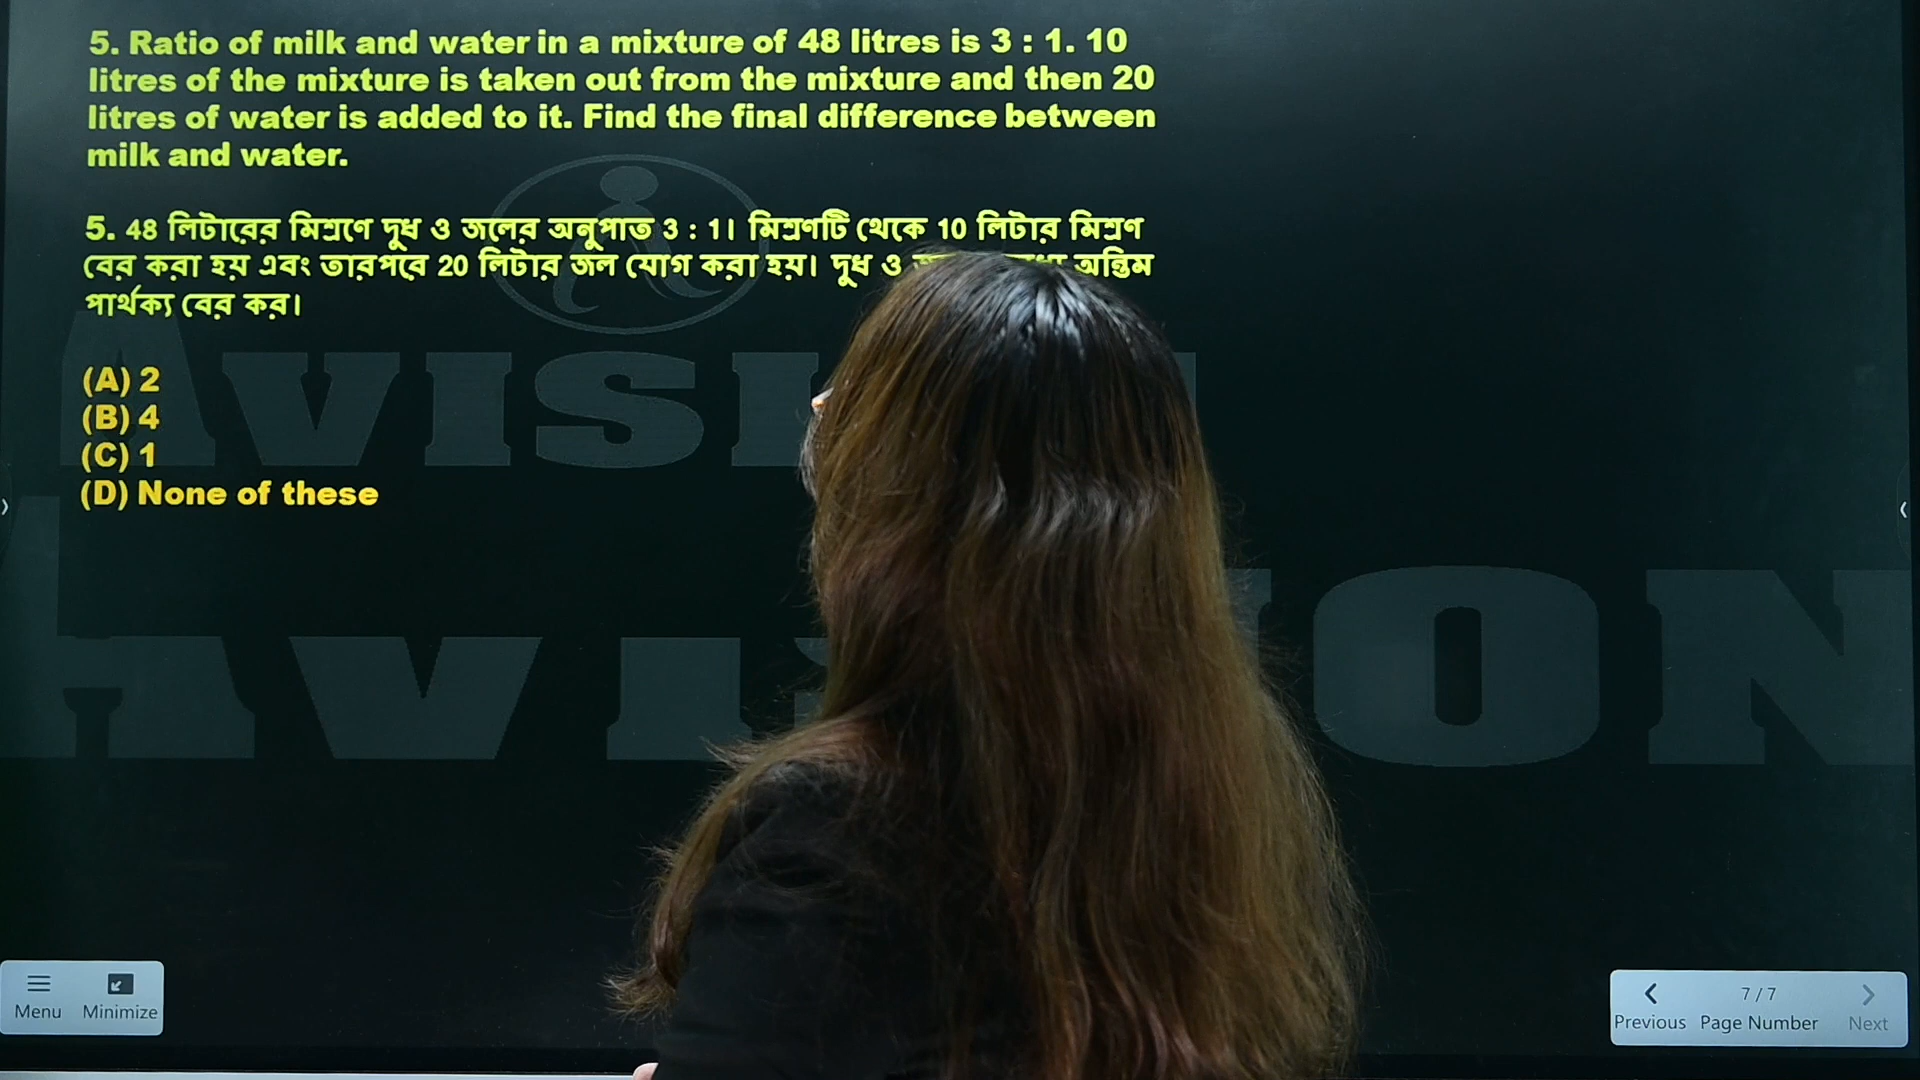 5. Ratio of milk and water in a mixture of 48 litres is 3 : 1. 10
litres of the mixture is taken out from the mixture and then 20
litres of water is added to it. Find the final difference between
milk and water.
5. 48 লিটারের মিশ্রণে দুধ ও জলের অনুপাত 3 : 1। মিশ্রণটি থেকে 10 লিটার মিশ্রণ
বের করা হয় এবং তারপরে 20 লিটার জল যোগ করা হয়। দুধ ও অন্তিম
পার্থক্য বের কর।
(A) 2
(B) 4
(C) 1
(D) None of these
Menu
Minimize
7 / 7
Previous
Page Number
Next